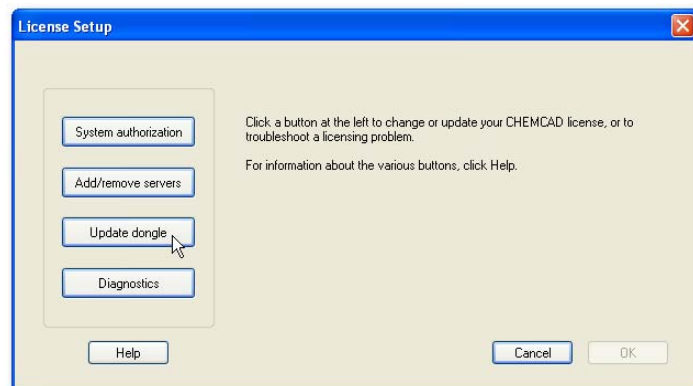 License Setup
System authorization
Add/remove servers
Update dongle
Diagnostics
Click a button at the left to change or update your CHEMCAD license, or to
troubleshoot a licensing problem.
For information about the various buttons, click Help.
Help
Cancel
OK